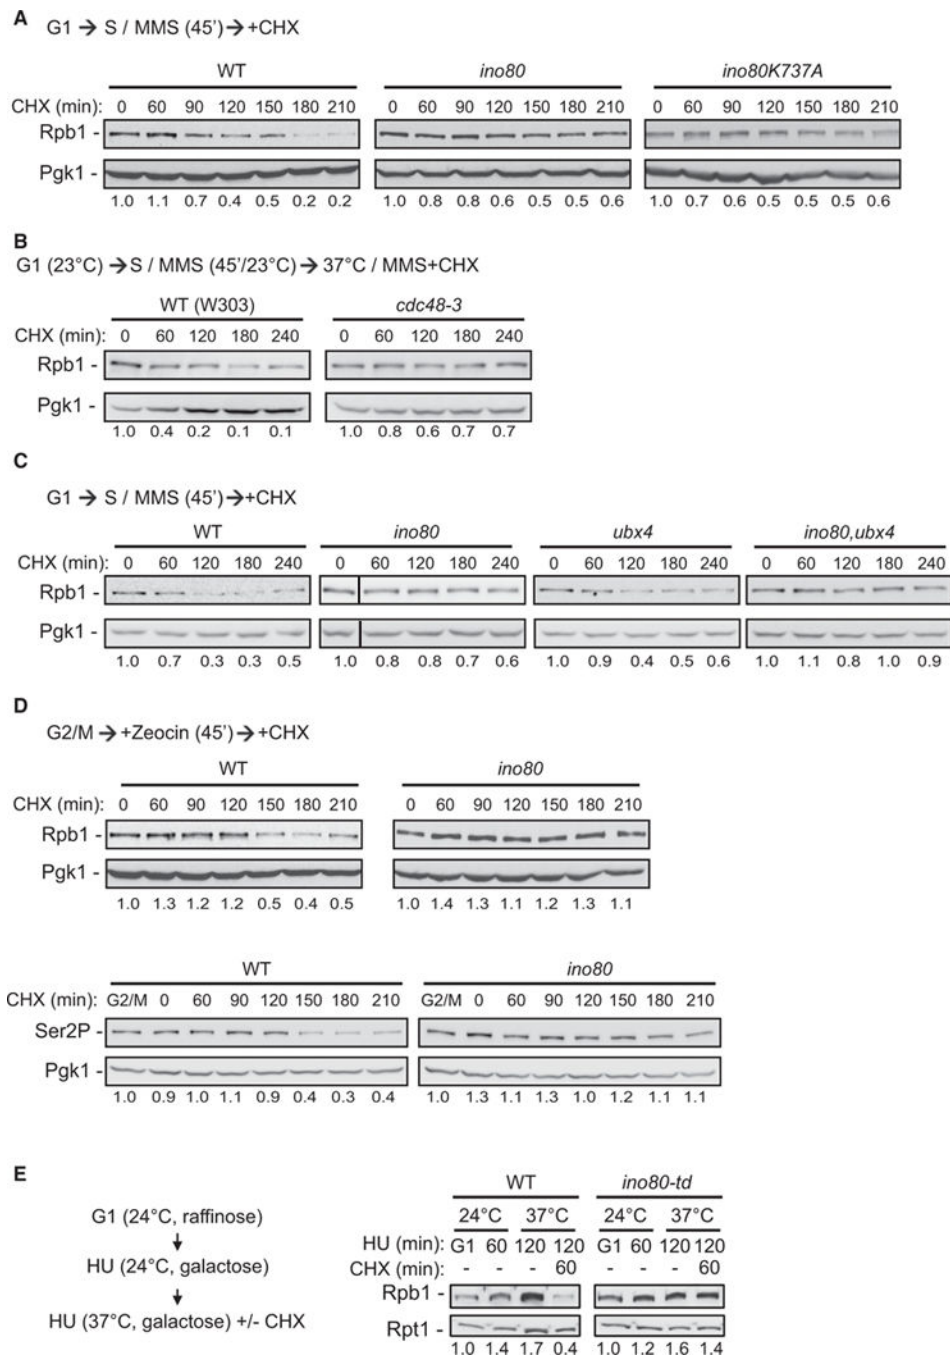 A
G1 → S / MMS (45') → +CHX
WT ino80 ino80K737A
CHX (min): 0 60 90 120 150 180 210 0 60 90 120 150 180 210 0 60 90 120 150 180 210
Rpb1 -
Pgk1 -
1.0 1.1 0.7 0.4 0.5 0.2 0.2 1.0 0.8 0.8 0.6 0.5 0.5 0.6 1.0 0.7 0.6 0.5 0.5 0.5 0.6
B
G1 (23°C) → S / MMS (45'/23°C) → 37°C / MMS+CHX
WT (W303) cdc48-3
CHX (min): 0 60 120 180 240 0 60 120 180 240
Rpb1 -
Pgk1 -
1.0 0.4 0.2 0.1 0.1 1.0 0.8 0.6 0.7 0.7
C
G1 → S / MMS (45') → +CHX
WT ino80 ubx4 ino80,ubx4
CHX (min): 0 60 120 180 240 0 60 120 180 240 0 60 120 180 240 0 60 120 180 240
Rpb1 -
Pgk1 -
1.0 0.7 0.3 0.3 0.5 1.0 0.8 0.8 0.7 0.6 1.0 0.9 0.4 0.5 0.6 1.0 1.1 0.8 1.0 0.9
D
G2/M → +Zeocin (45') → +CHX
WT ino80
CHX (min): 0 60 90 120 150 180 210 0 60 90 120 150 180 210
Rpb1 -
Pgk1 -
1.0 1.3 1.2 1.2 0.5 0.4 0.5 1.0 1.4 1.3 1.1 1.2 1.3 1.1
WT ino80
CHX (min): G2/M 0 60 90 120 150 180 210 G2/M 0 60 90 120 150 180 210
Ser2P -
Pgk1 -
1.0 0.9 1.0 1.1 0.9 0.4 0.3 0.4 1.0 1.3 1.1 1.3 1.0 1.2 1.1 1.1
E
WT ino80-td
G1 (24°C, raffinose) 24°C 37°C 24°C 37°C
HU (min): G1 60 120 120 G1 60 120 120
HU (24°C, galactose) CHX (min): - - - 60 - - - 60
Rpb1 -
HU (37°C, galactose) +/- CHX Rpt1 -
1.0 1.4 1.7 0.4 1.0 1.2 1.6 1.4